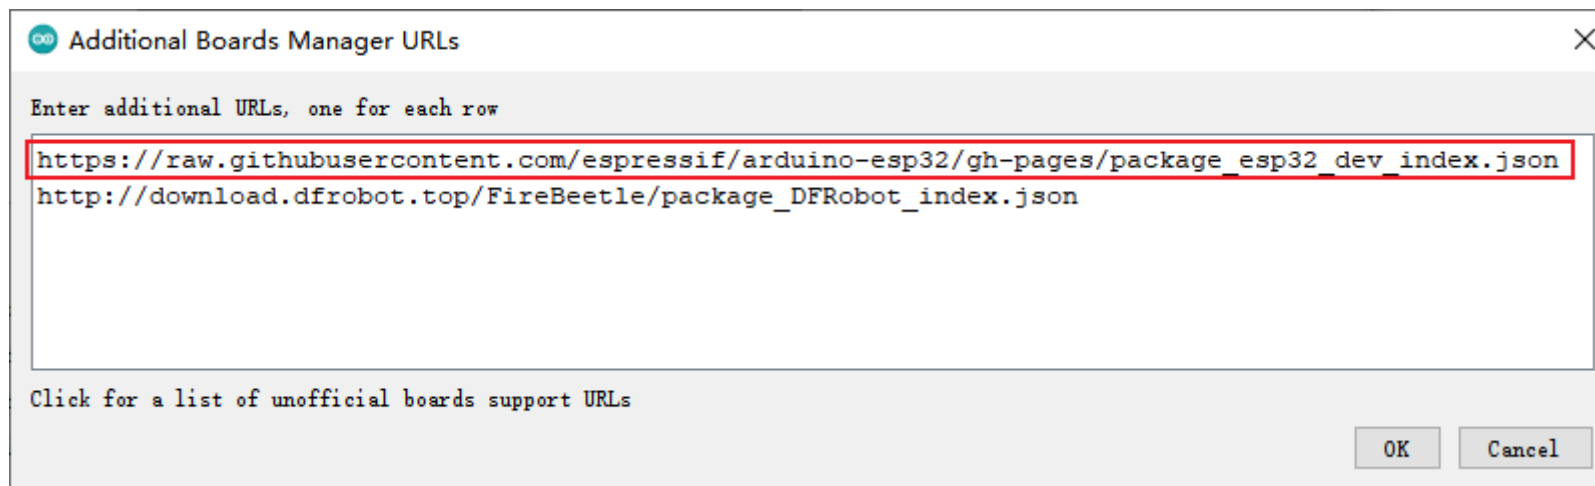 Additional Boards Manager URLs
Enter additional URLs, one for each row
https://raw.githubusercontent.com/espressif/arduino-esp32/gh-pages/package_esp32_dev_index.json
http://download.dfrobot.top/FireBeetle/package_DFRobot_index.json
Click for a list of unofficial boards support URLs
OK Cancel